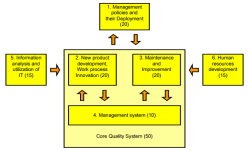 1. Management
policies and
their Deployment
(20)
5. Information
analysis and
utilization of
IT (15)
2. New product
development,
Work process
Innovation (20)
3. Maintenance
and
Improvement
(20)
6. Human
resources
development
(15)
4. Management system (10)
Core Quality System (50)